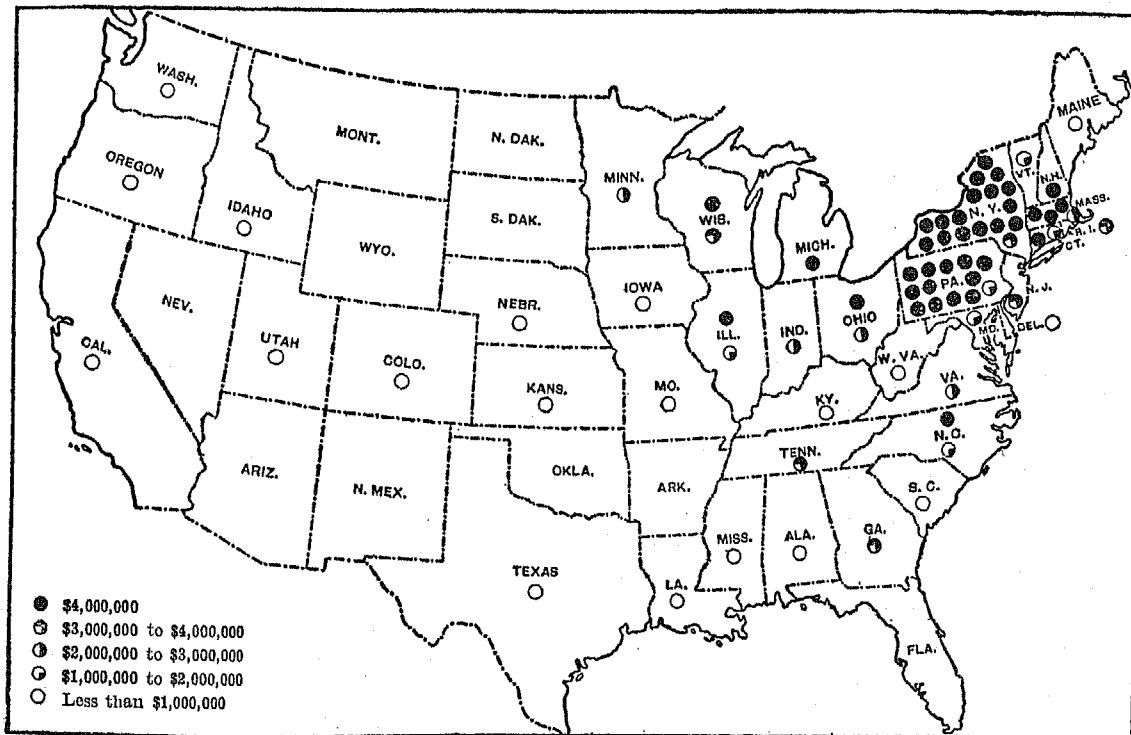 WASH.
MONT.
N. DAK.
MINN.
MAINE
OREGON
IDAHO
S. DAK.
WIS.
MICH.
N. Y.
VT.
N.H.
MASS.
R. I.
CT.
WYO.
NEV.
NEBR.
IOWA
PA.
N. J.
CAL.
UTAH
COLO.
ILL.
IND.
OHIO
MD.
DEL.
W. VA.
KANS.
MO.
KY.
VA.
ARIZ.
N. MEX.
OKLA.
ARK.
TENN.
N. C.
S. C.
MISS.
ALA.
GA.
TEXAS
LA.
FLA.
$4,000,000
$3,000,000 to $4,000,000
$2,000,000 to $3,000,000
$1,000,000 to $2,000,000
Less than $1,000,000